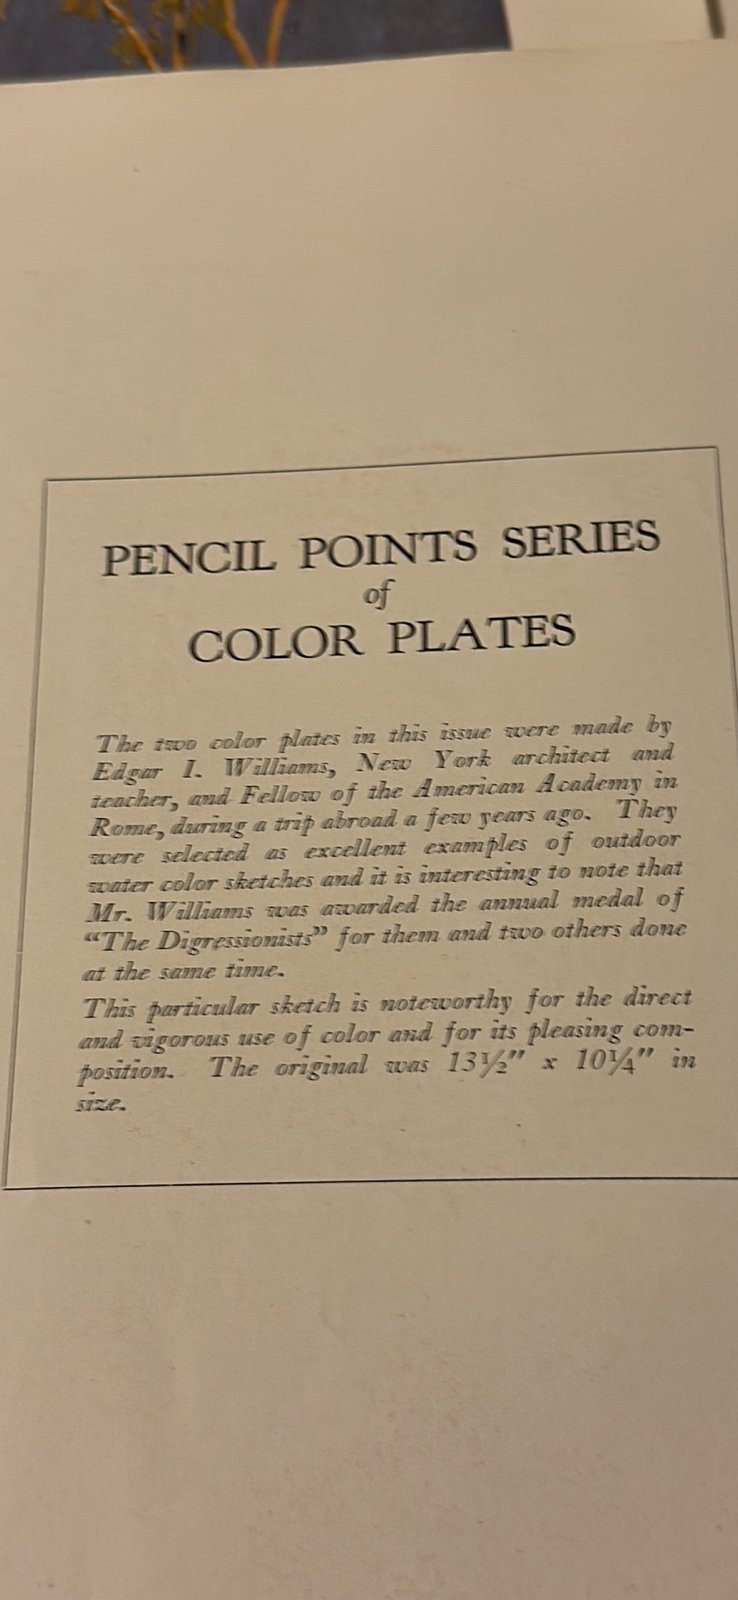 PENCIL POINTS SERIES
of
COLOR PLATES
The two color plates in this issue were made by
Edgar I. Williams, New York architect and
teacher, and Fellow of the American Academy in
Rome, during a trip abroad a few years ago. They
were selected as excellent examples of outdoor
water color sketches and it is interesting to note that
Mr. Williams was awarded the annual medal of
“The Digressionists” for them and two others done
at the same time.
This particular sketch is noteworthy for the direct
and vigorous use of color and for its pleasing com-
position. The original was 13½" x 10¼" in
size.